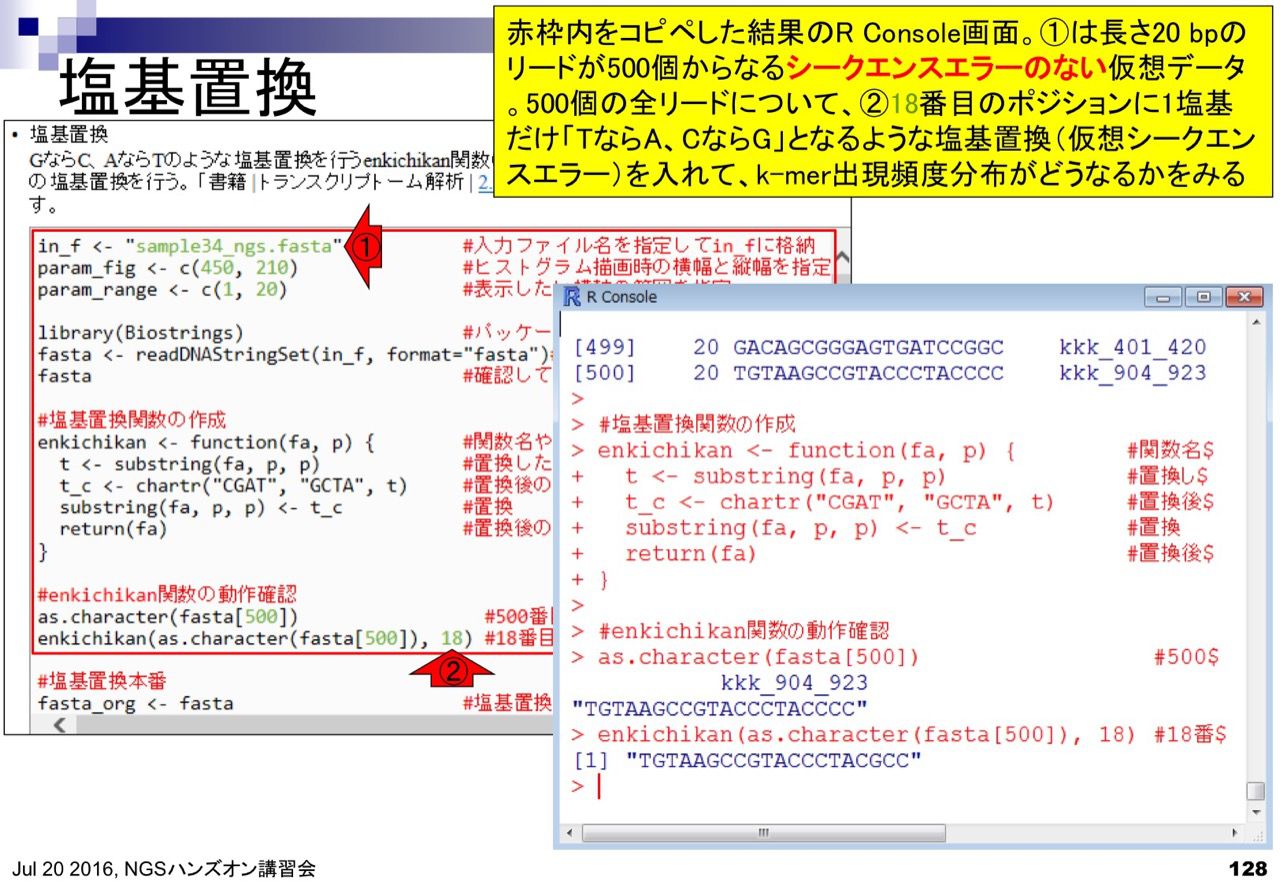 塩基置換
赤枠内をコピペした結果のR Console画面。①は長さ20 bpの
リードが500個からなるシークエンスエラーのない仮想データ
。500個の全リードについて、②18番目のポジションに1塩基
だけ「TならA、CならG」となるような塩基置換(仮想シークエン
スエラー)を入れて、k-mer出現頻度分布がどうなるかをみる
• 塩基置換
GならC、AならTのような塩基置換を行うenkichikan関数
の塩基置換を行う。「書籍 | トランスクリプトーム解析 | 2.
す。
in_f <- "sample34_ngs.fasta" #入力ファイル名を指定してin_fに格納
①
param_fig <- c(450, 210) #ヒストグラム描画時の横幅と縦幅を指定
param_range <- c(1, 20) #表示したい横軸の範囲を指定
library(Biostrings) #パッケー
fasta <- readDNAStringSet(in_f, format="fasta")#
fasta #確認して
#塩基置換関数の作成
enkichikan <- function(fa, p) { #関数名や
t <- substring(fa, p, p) #置換した
t_c <- chartr("CGAT", "GCTA", t) #置換後の
substring(fa, p, p) <- t_c #置換
return(fa) #置換後の
}
#enkichikan関数の動作確認
as.character(fasta[500]) #500番
enkichikan(as.character(fasta[500]), 18) #18番目
②
#塩基置換本番
fasta_org <- fasta #塩基置換
R Console
[499] 20 GACAGCGGGAGTGATCCGGC kkk_401_420
[500] 20 TGTAAGCCGTACCCTACCCC kkk_904_923
>
> #塩基置換関数の作成
> enkichikan <- function(fa, p) { #関数名$
+ t <- substring(fa, p, p) #置換し$
+ t_c <- chartr("CGAT", "GCTA", t) #置換後$
+ substring(fa, p, p) <- t_c #置換
+ return(fa) #置換後$
+ }
>
> #enkichikan関数の動作確認
> as.character(fasta[500]) #500$
kkk_904_923
"TGTAAGCCGTACCCTACCCC"
> enkichikan(as.character(fasta[500]), 18) #18番$
[1] "TGTAAGCCGTACCCTACGCC"
>
Jul 20 2016, NGSハンズオン講習会
128